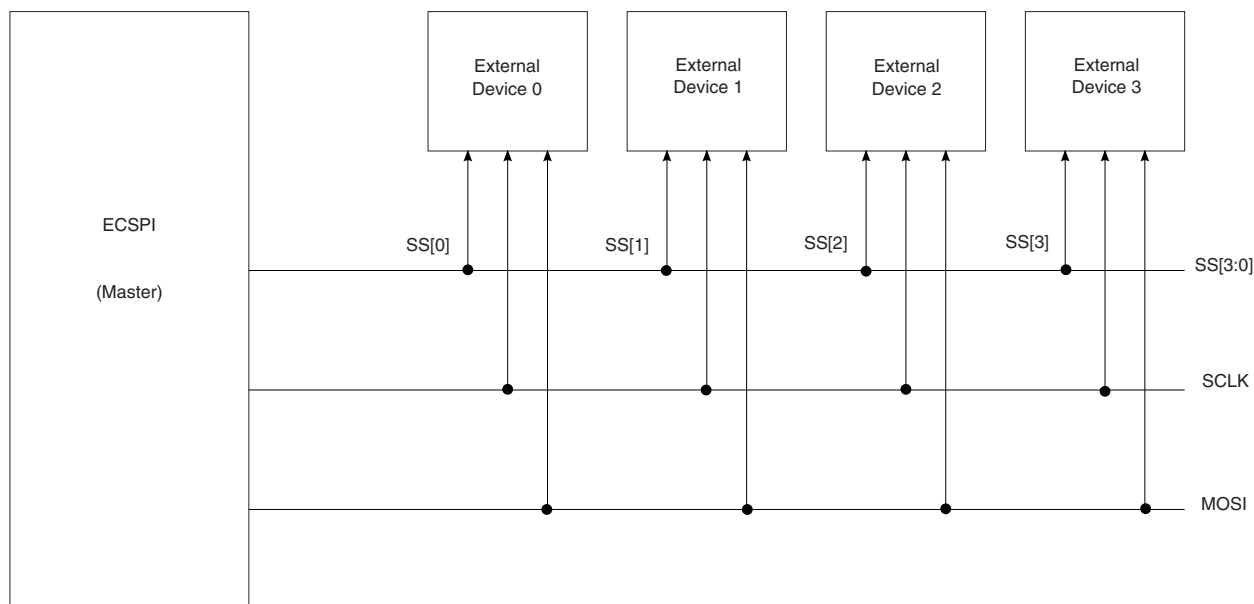 External
Device 0
External
Device 1
External
Device 2
External
Device 3
ECSPI
(Master)
SS[0]
SS[1]
SS[2]
SS[3]
SS[3:0]
SCLK
MOSI